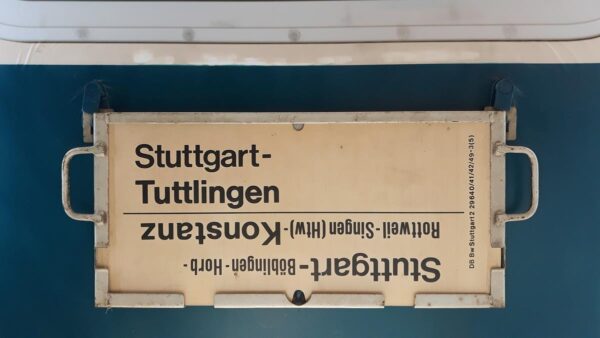 Stuttgart-
Tuttlingen
Stuttgart-Böblingen-Horb-
Rottweil-Singen (Htw)-Konstanz
DB Bw Stuttgart 2 29640/41/42/49-3(5)